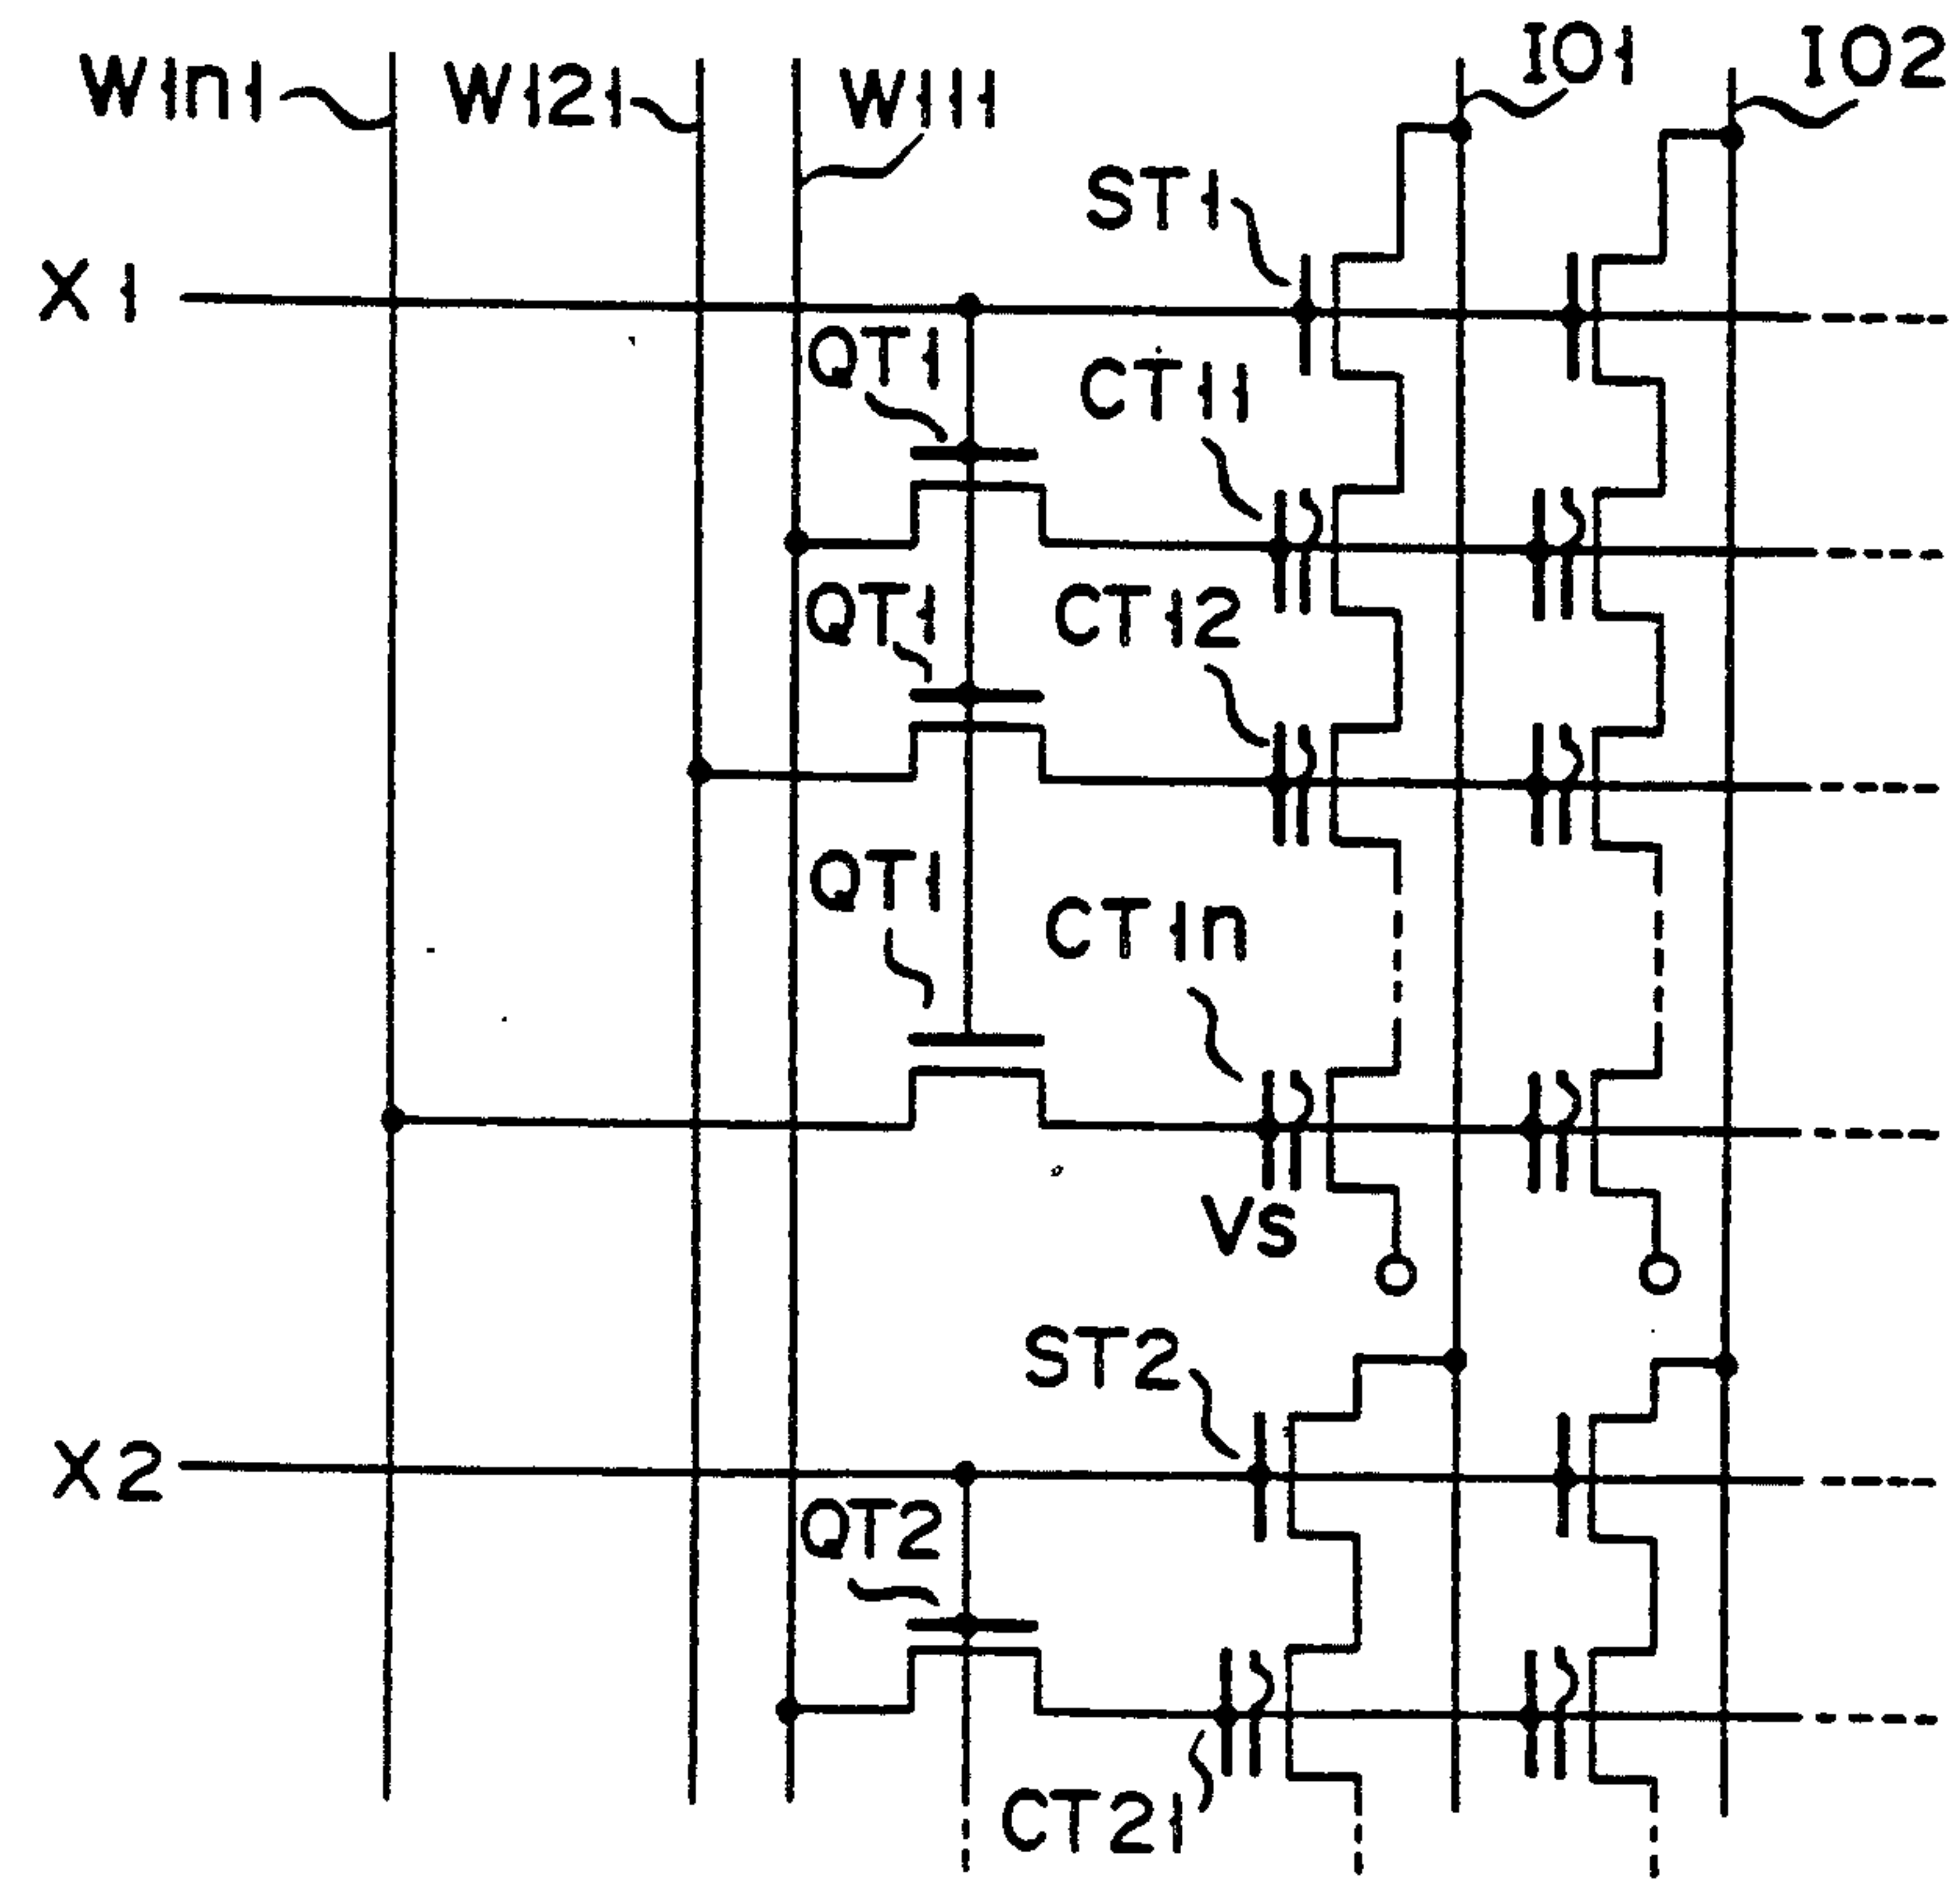 W1n1 W121 W111 IO1 IO2
ST1
X1
QT1 CT11
QT1 CT12
QT1 CT1n
Vs
ST2
X2
QT2
CT21